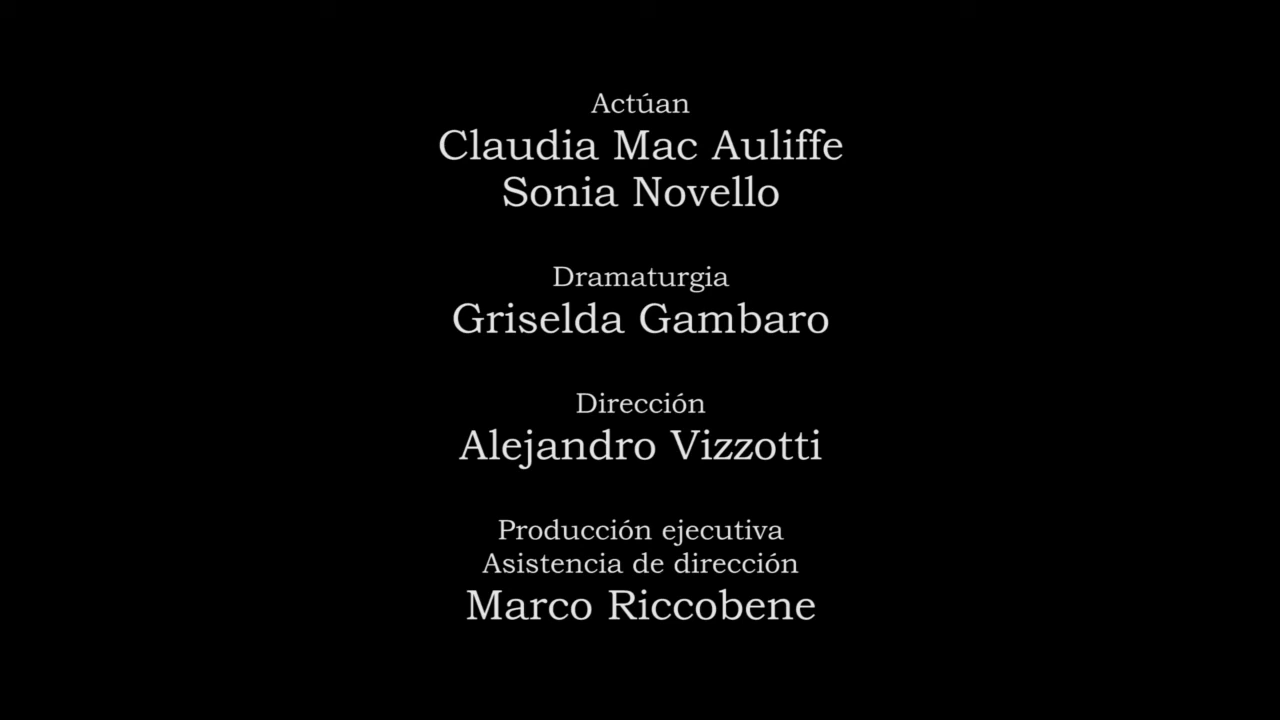 Actúan
Claudia Mac Auliffe
Sonia Novello
Dramaturgia
Griselda Gambaro
Dirección
Alejandro Vizzotti
Producción ejecutiva
Asistencia de dirección
Marco Riccobene